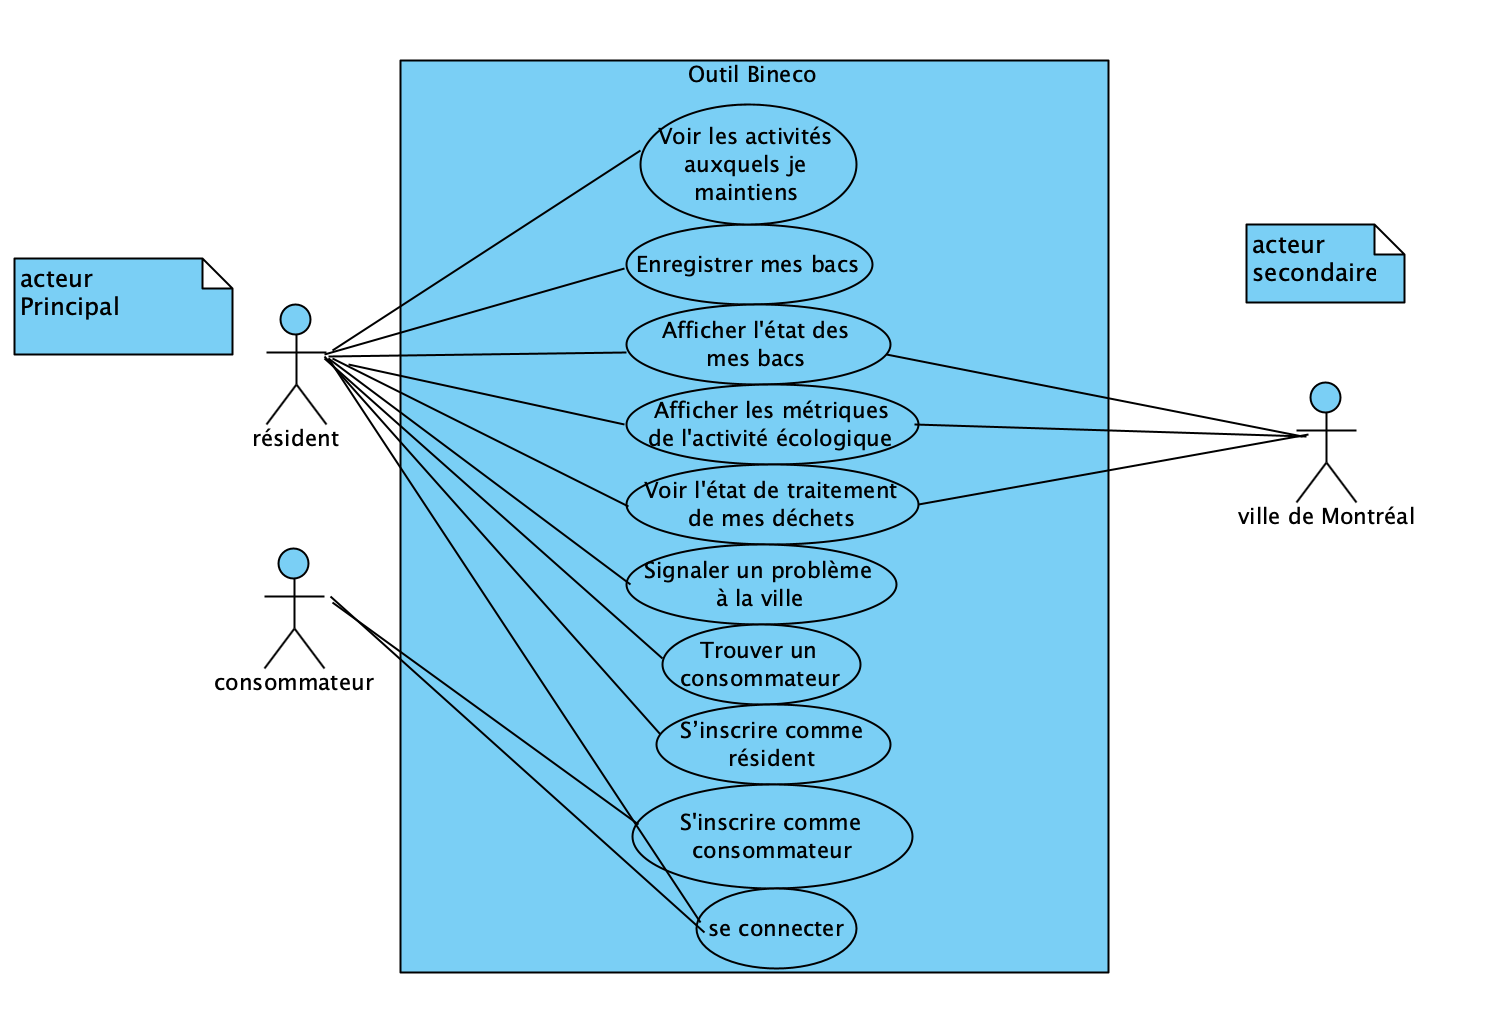 Outil Bineco
Voir les activités
auxquels je
maintiens
Enregistrer mes bacs
Afficher l'état des
mes bacs
Afficher les métriques
de l'activité écologique
Voir l'état de traitement
de mes déchets
Signaler un problème
à la ville
Trouver un
consommateur
S’inscrire comme
résident
S'inscrire comme
consommateur
se connecter
acteur
Principal
résident
consommateur
acteur
secondaire
ville de Montréal